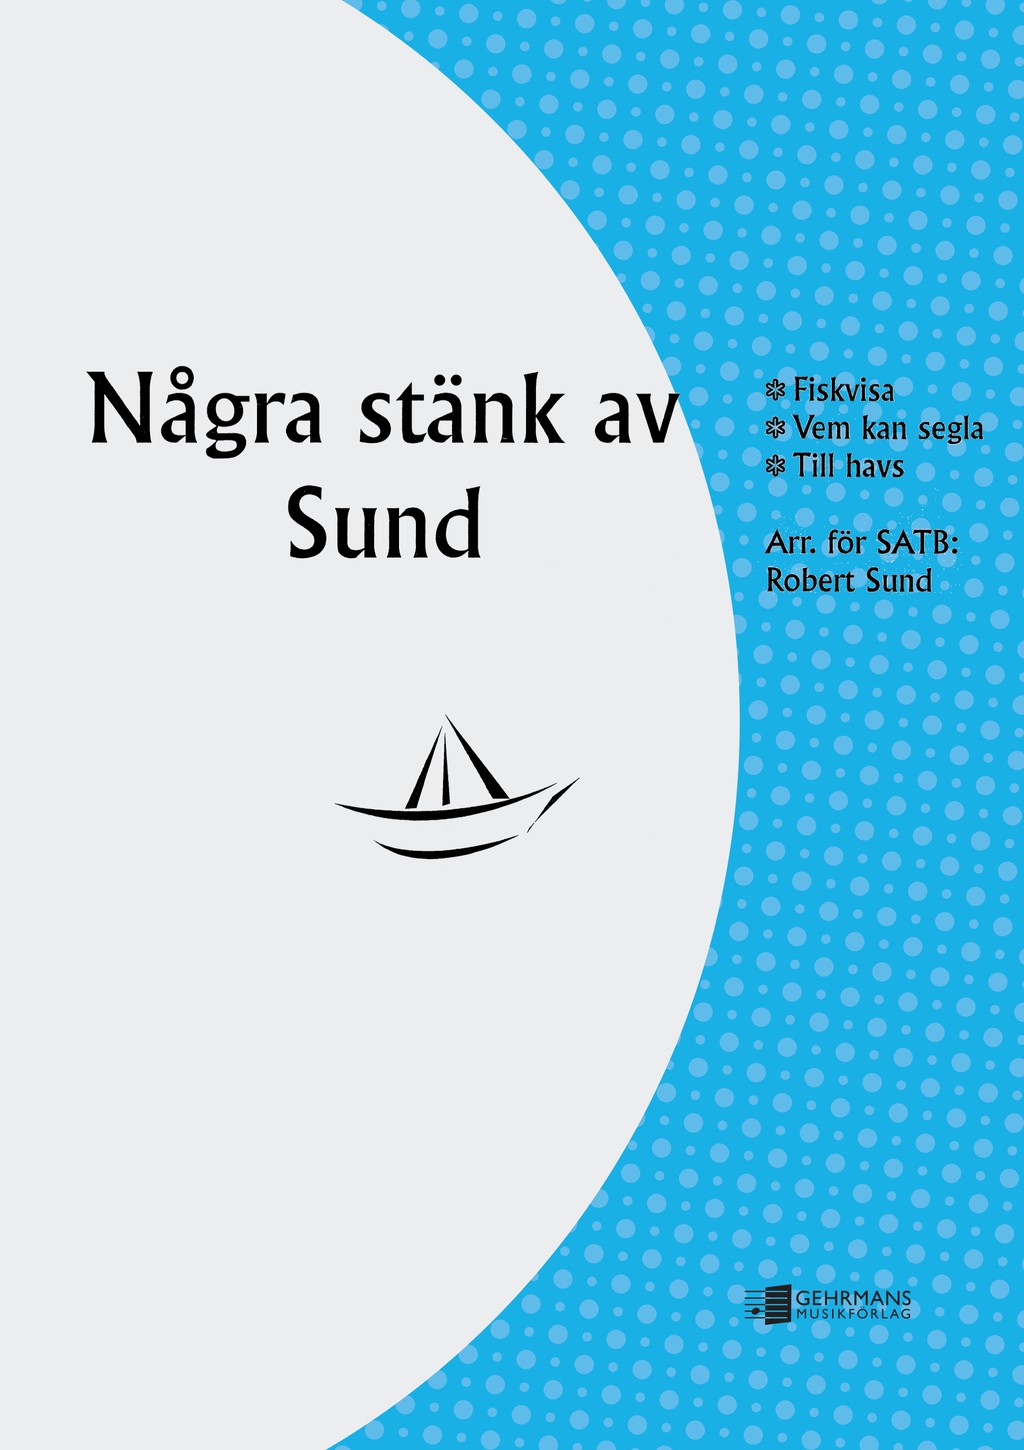 Några stänk av
Sund
Fiskvisa
Vem kan segla
Till havs
Arr. för SATB:
Robert Sund
GEHRMANS
MUSIKFÖRLAG